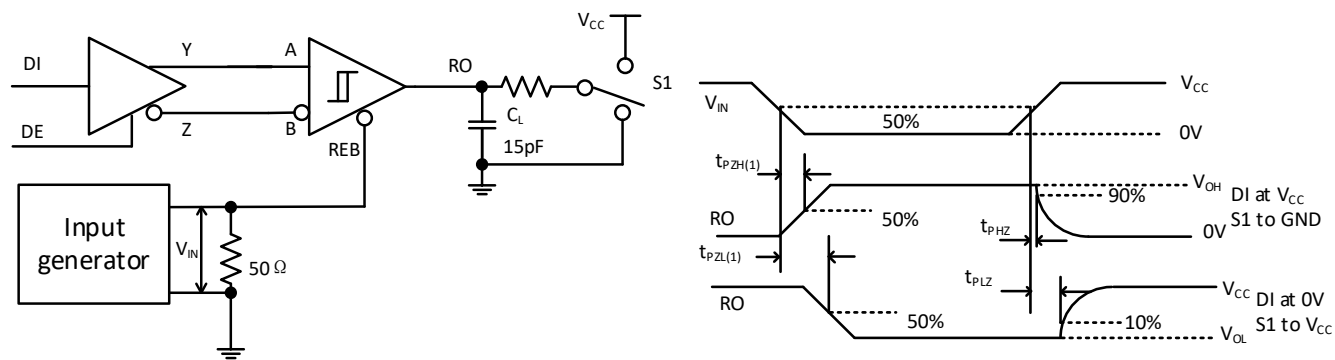 DI
DE
Y
Z
A
B
REB
RO
C_L
15pF
V_CC
S1
Input
generator
V_IN
50 Ω
V_IN
50%
V_CC
0V
t_PZH(1)
RO
50%
t_PHZ
V_OH
90%
0V
DI at V_CC
S1 to GND
t_PZL(1)
RO
50%
t_PLZ
V_CC
10%
V_OL
DI at 0V
S1 to V_CC